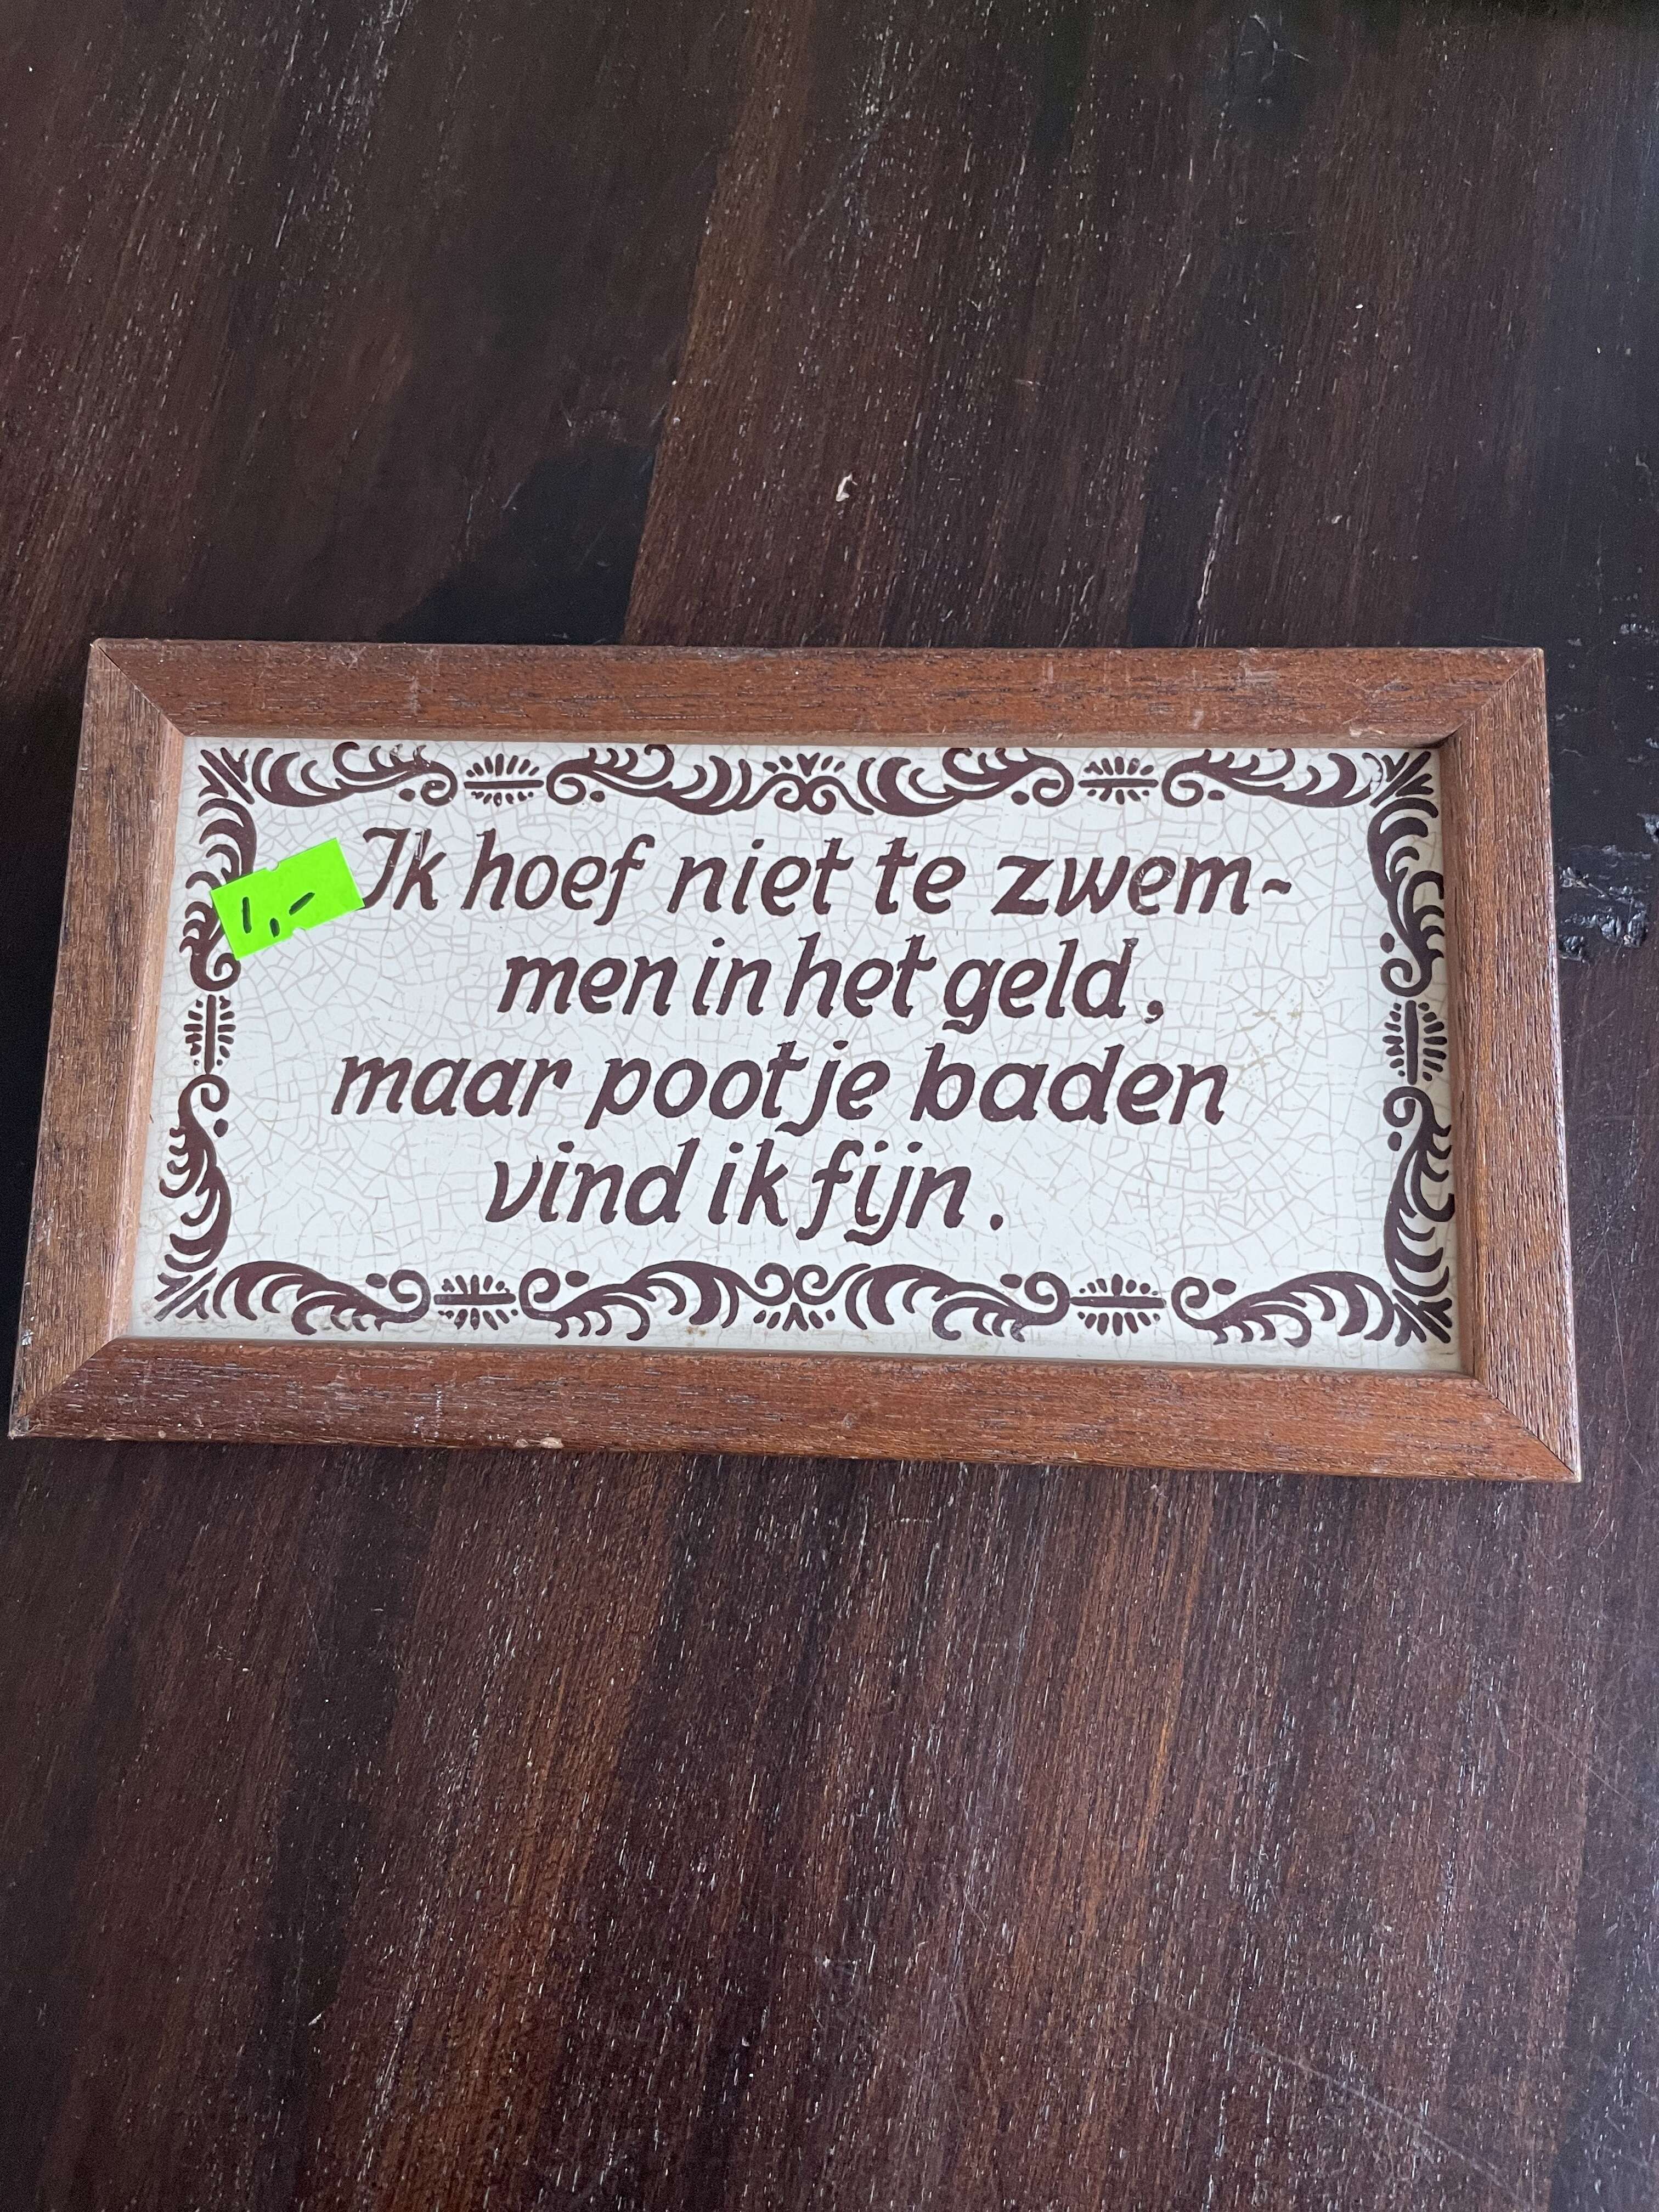 1,-
Ik hoef niet te zwem-
men in het geld,
maar pootje baden
vind ik fijn.